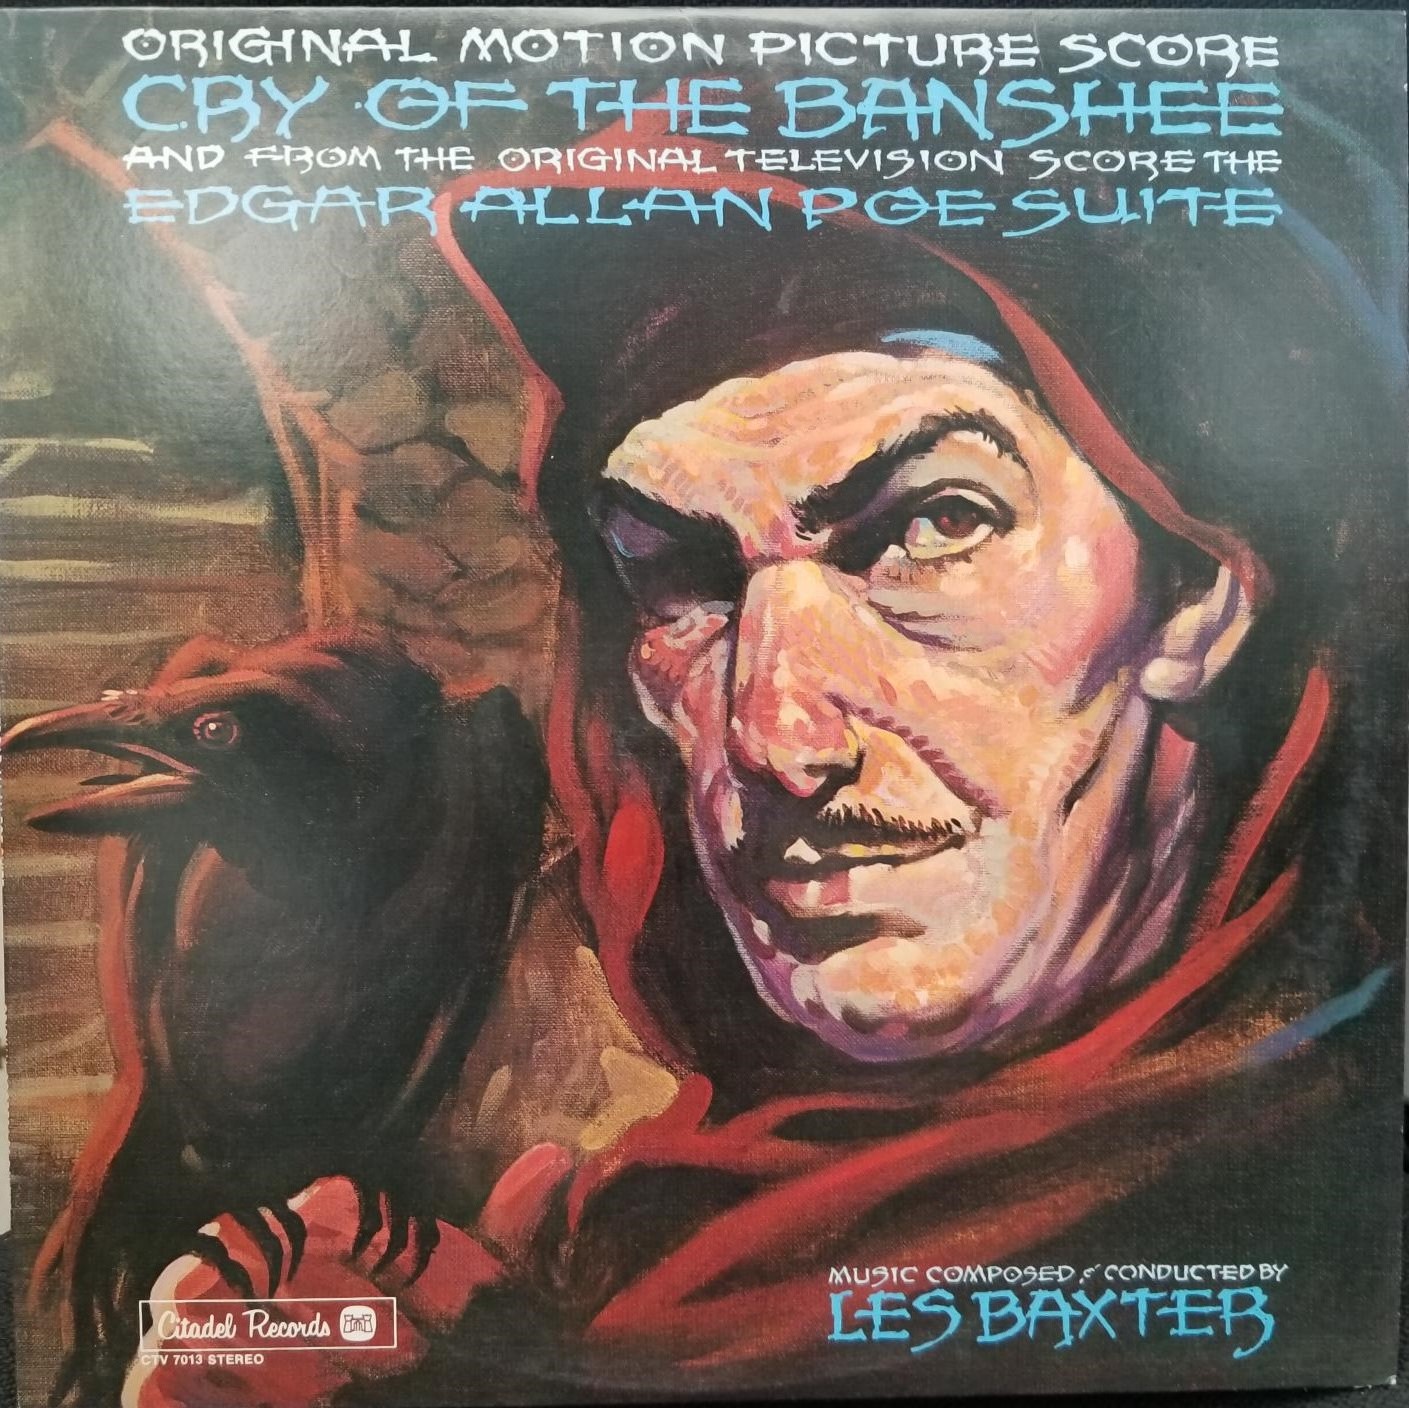 ORIGINAL MOTION PICTURE SCORE
CRY OF THE BANSHEE
AND FROM THE ORIGINAL TELEVISION SCORE THE
EDGAR ALLAN POE SUITE
MUSIC COMPOSED & CONDUCTED BY
LES BAXTER
Citadel Records
CTV 7013 STEREO